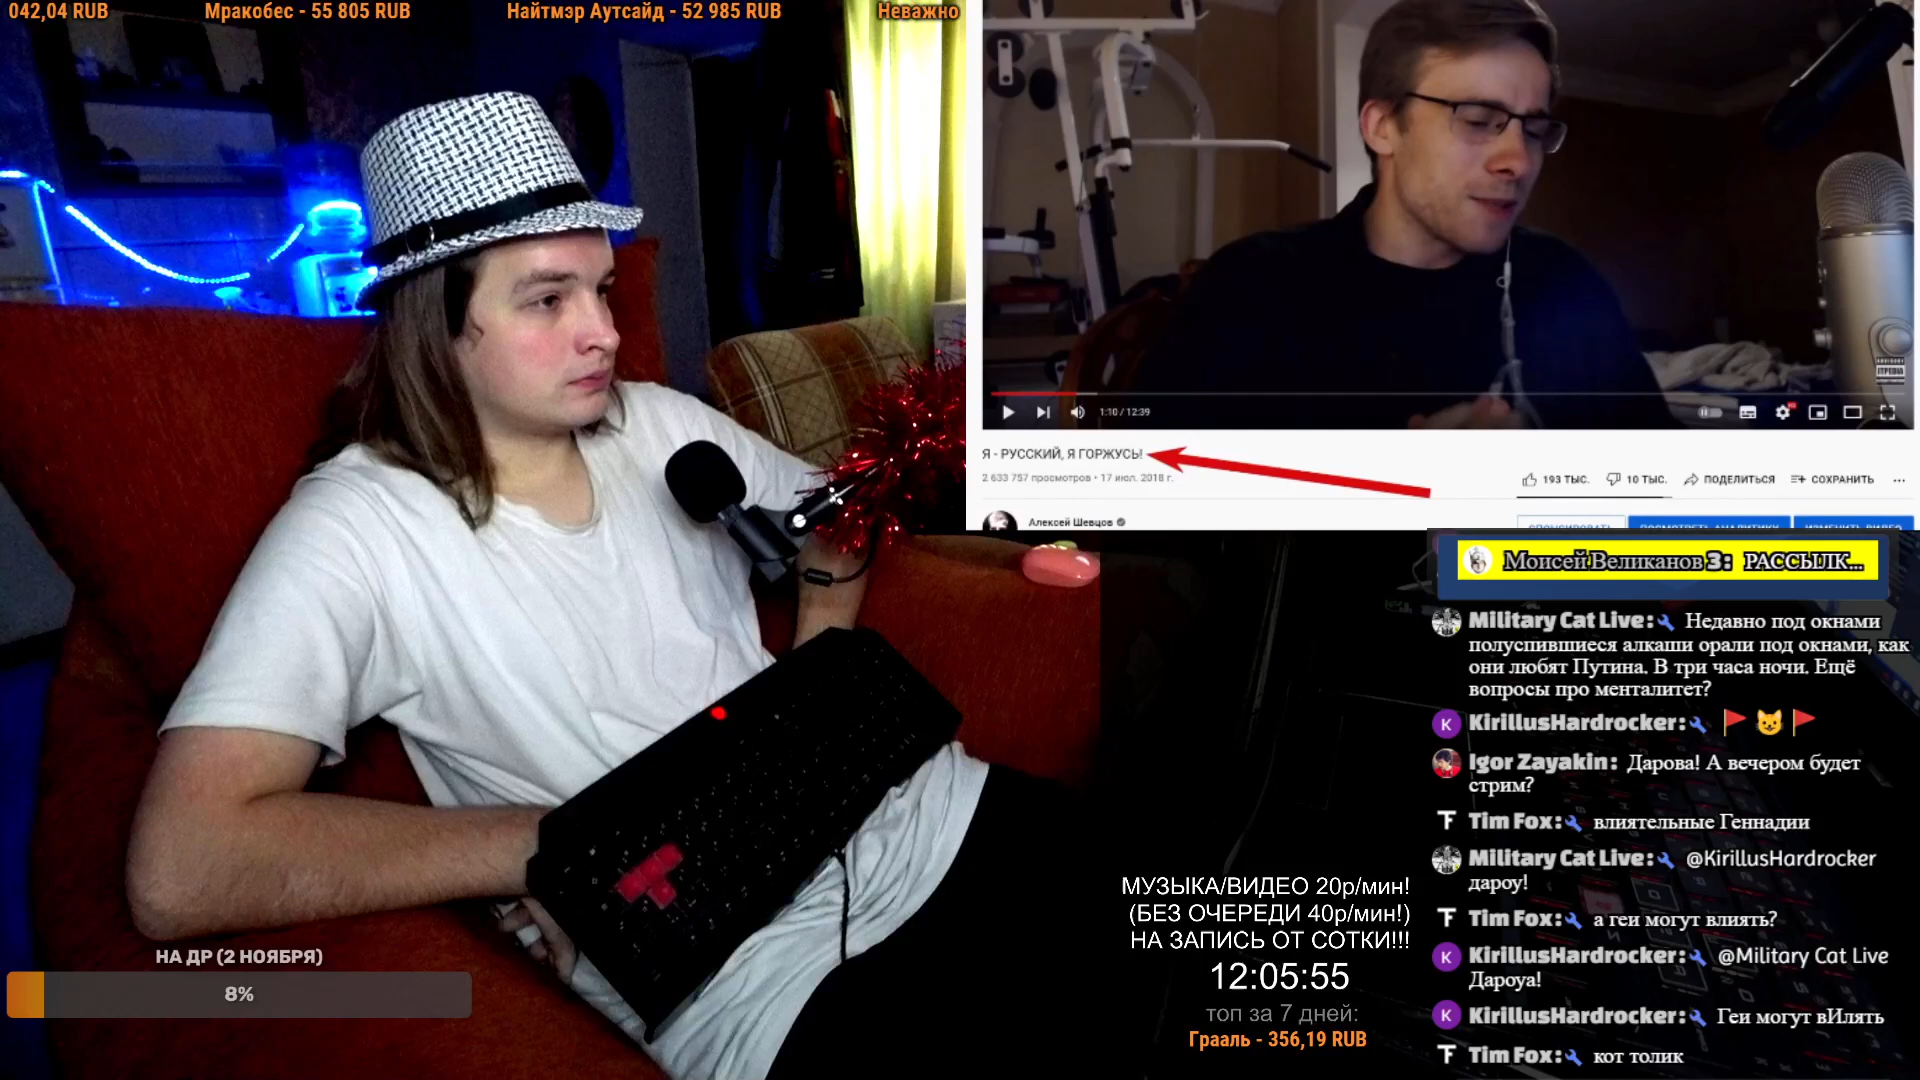 042,04 RUB
Мракобес - 55 805 RUB
Найтмэр Аутсайд - 52 985 RUB
Неважно
1:10 / 12:39
Я - РУССКИЙ, Я ГОРЖУСЬ!
2 633 757 просмотров • 17 июл. 2018 г.
193 ТЫС.
10 ТЫС.
ПОДЕЛИТЬСЯ
СОХРАНИТЬ
Алексей Шевцов
СПОНСИРОВАТЬ
ПОСМОТРЕТЬ АНАЛИТИКУ
ИЗМЕНИТЬ ВИДЕО
Моисей Великанов 3: РАССЫЛК...
Military Cat Live: Недавно под окнами
полуспившиеся алкаши орали под окнами, как
они любят Путина. В три часа ночи. Ещё
вопросы про менталитет?
K KirillusHardrocker:
Igor Zayakin: Дарова! А вечером будет
стрим?
Tim Fox: влиятельные Геннадии
Military Cat Live: @KirillusHardrocker
дароу!
Tim Fox: а геи могут влиять?
K KirillusHardrocker: @Military Cat Live
Дароуа!
K KirillusHardrocker: Геи могут вИлять
Tim Fox: кот толик
МУЗЫКА/ВИДЕО 20р/мин!
(БЕЗ ОЧЕРЕДИ 40р/мин!)
НА ЗАПИСЬ ОТ СОТКИ!!!
12:05:55
топ за 7 дней:
Грааль - 356,19 RUB
НА ДР (2 НОЯБРЯ)
8%